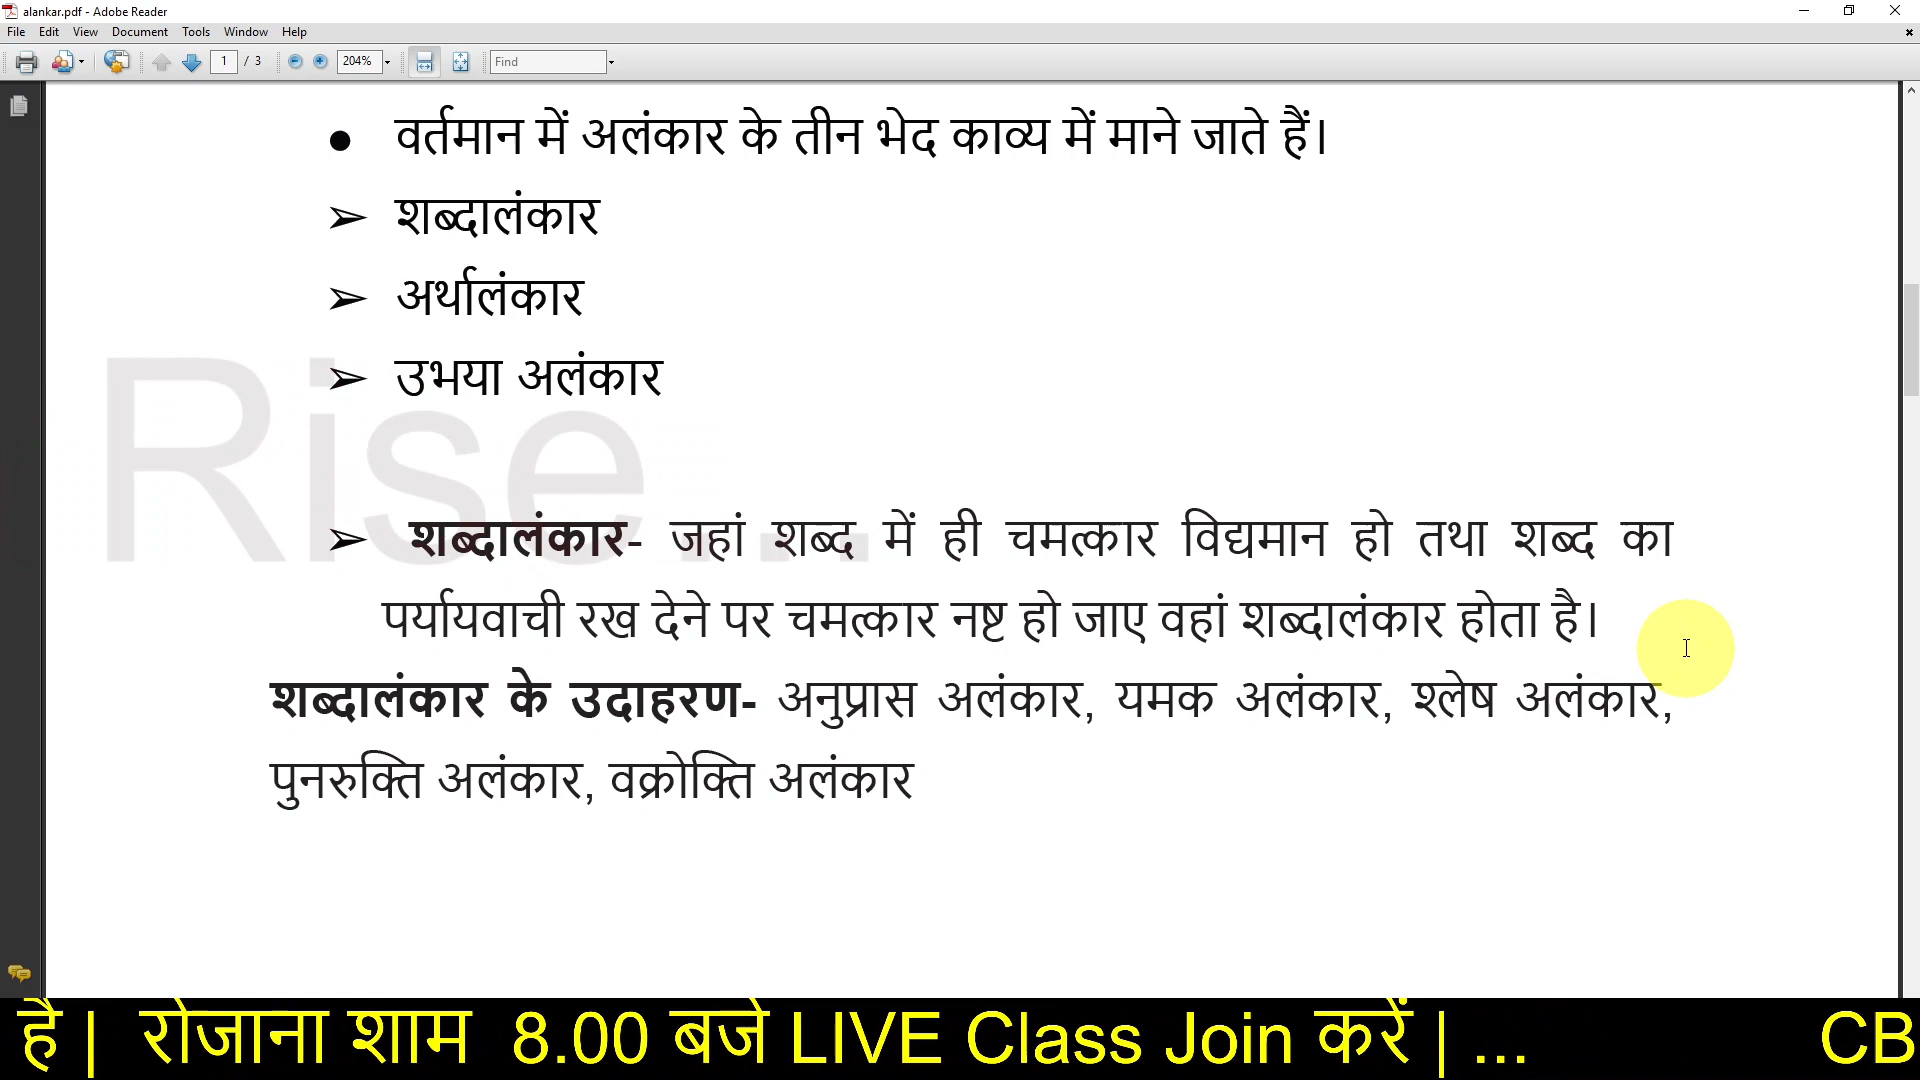 alankar.pdf - Adobe Reader
File Edit View Document Tools Window Help
1 / 3 204% Find
● वर्तमान में अलंकार के तीन भेद काव्य में माने जाते हैं।
➢ शब्दालंकार
➢ अर्थालंकार
➢ उभया अलंकार
Rise...
➢ शब्दालंकार- जहां शब्द में ही चमत्कार विद्यमान हो तथा शब्द का
पर्यायवाची रख देने पर चमत्कार नष्ट हो जाए वहां शब्दालंकार होता है।
शब्दालंकार के उदाहरण- अनुप्रास अलंकार, यमक अलंकार, श्लेष अलंकार,
पुनरुक्ति अलंकार, वक्रोक्ति अलंकार
है | रोजाना शाम 8.00 बजे LIVE Class Join करें | ... CB